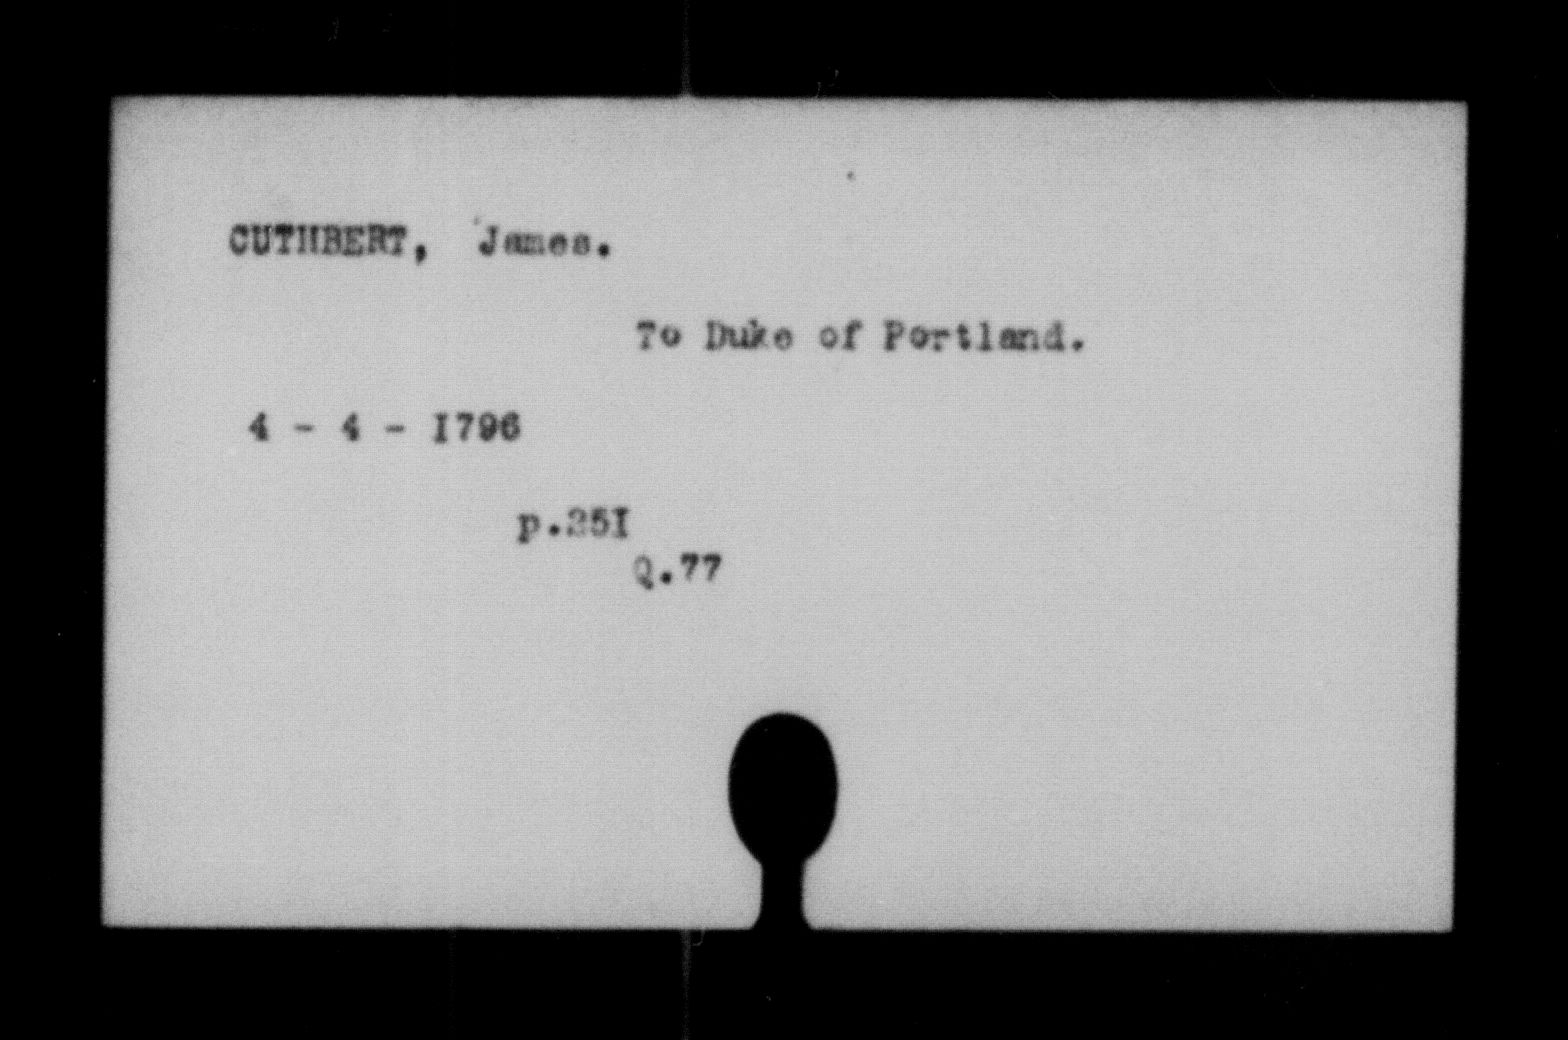 CUTHBERT, James.
To Duke of Portland.
4 - 4 - I796
p.25I
Q.77